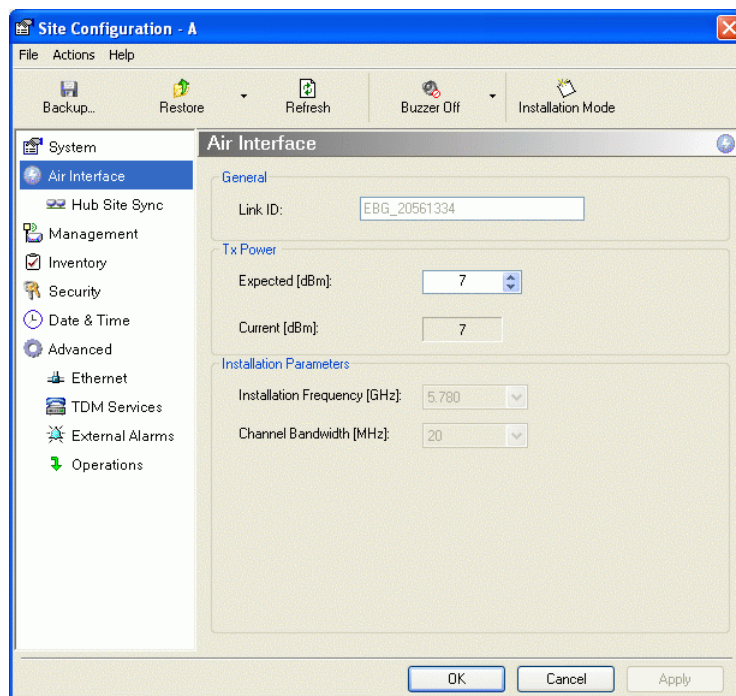 Site Configuration - A
File Actions Help
Backup... Restore Refresh Buzzer Off Installation Mode
System
Air Interface
Hub Site Sync
Management
Inventory
Security
Date & Time
Advanced
Ethernet
TDM Services
External Alarms
Operations
Air Interface
General
Link ID: EBG_20561334
Tx Power
Expected [dBm]: 7
Current [dBm]: 7
Installation Parameters
Installation Frequency [GHz]: 5.780
Channel Bandwidth [MHz]: 20
OK Cancel Apply